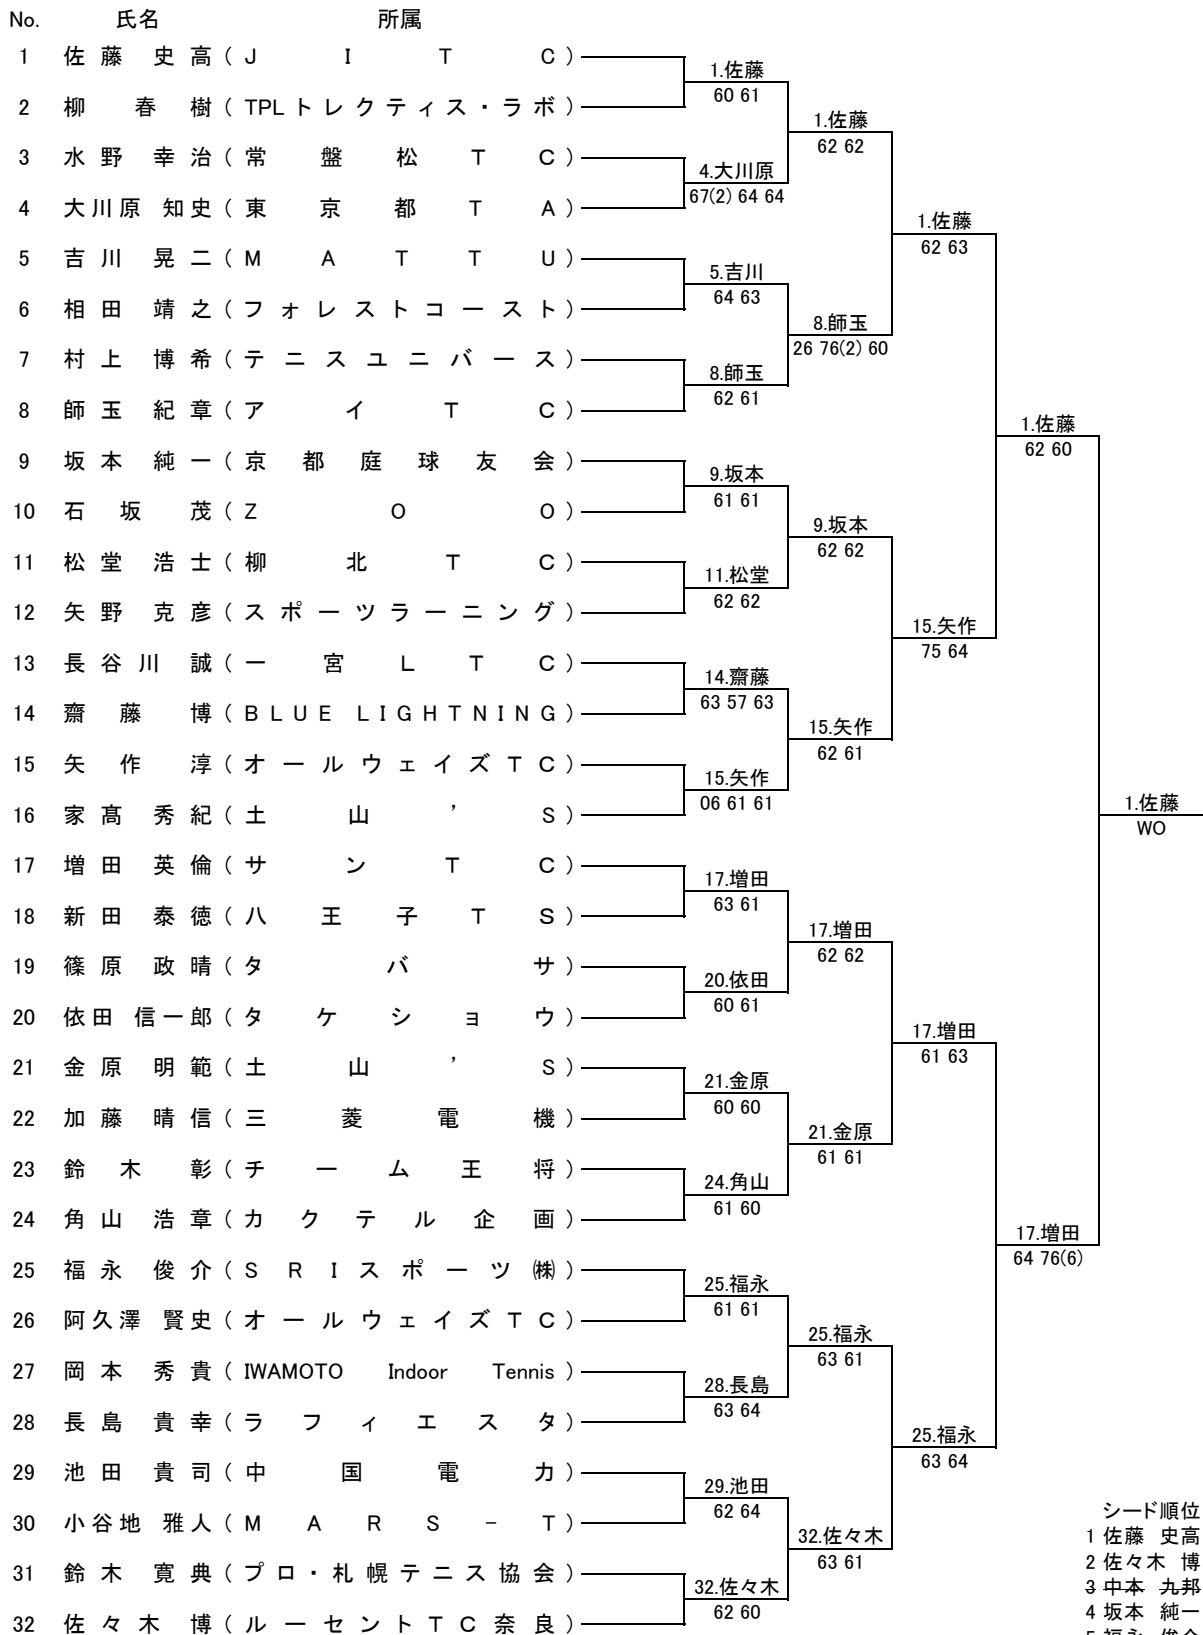 No. 氏名 所属
1 佐藤 史高 (JITC)
2 柳 春樹 (TPLトレクティス・ラボ)
3 水野 幸治 (常盤松TC)
4 大川原 知史 (東京都TA)
5 吉川 晃二 (MATTU)
6 相田 靖之 (フォレストコースト)
7 村上 博希 (テニスユニバース)
8 師玉 紀章 (アイTC)
9 坂本 純一 (京都庭球友会)
10 石坂 茂 (ZOO)
11 松堂 浩士 (柳北TC)
12 矢野 克彦 (スポーツラーニング)
13 長谷川 誠 (一宮LTC)
14 齋藤 博 (BLUE LIGHTNING)
15 矢作 淳 (オールウェイズTC)
16 家髙 秀紀 (土山’S)
17 増田 英倫 (サンTC)
18 新田 泰徳 (八王子TS)
19 篠原 政晴 (タバサ)
20 依田 信一郎 (タケショウ)
21 金原 明範 (土山’S)
22 加藤 晴信 (三菱電機)
23 鈴木 彰 (チーム王将)
24 角山 浩章 (カクテル企画)
25 福永 俊介 (SRIスポーツ㈱)
26 阿久澤 賢史 (オールウェイズTC)
27 岡本 秀貴 (IWAMOTO Indoor Tennis)
28 長島 貴幸 (ラフィエスタ)
29 池田 貴司 (中国電力)
30 小谷地 雅人 (MARS-T)
31 鈴木 寛典 (プロ・札幌テニス協会)
32 佐々木 博 (ルーセントTC奈良)
1.佐藤
60 61
4.大川原
67(2) 64 64
5.吉川
64 63
8.師玉
62 61
9.坂本
61 61
11.松堂
62 62
14.齋藤
63 57 63
15.矢作
06 61 61
17.増田
63 61
20.依田
60 61
21.金原
60 60
24.角山
61 60
25.福永
61 61
28.長島
63 64
29.池田
62 64
32.佐々木
62 60
1.佐藤
62 62
8.師玉
26 76(2) 60
9.坂本
62 62
15.矢作
62 61
17.増田
62 62
21.金原
61 61
25.福永
63 61
32.佐々木
63 61
1.佐藤
62 63
15.矢作
75 64
17.増田
61 63
25.福永
63 64
1.佐藤
62 60
17.増田
64 76(6)
1.佐藤
WO
シード順位
1 佐藤 史高
2 佐々木 博
3 中本 九邦
4 坂本 純一
5 福永 俊介